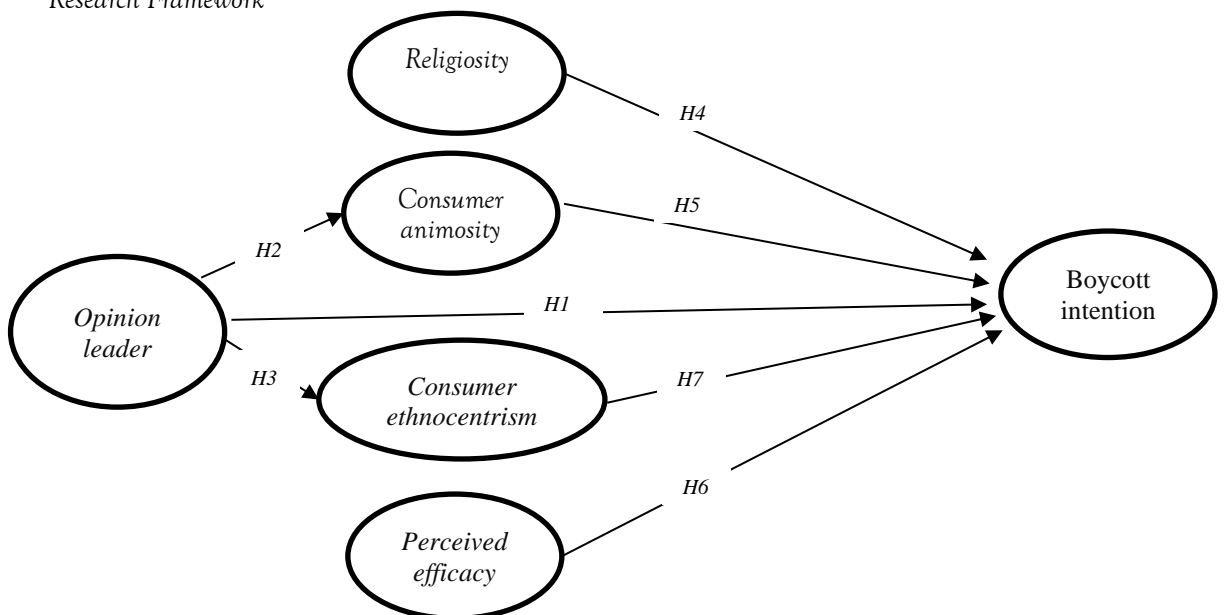 Research Framework
Religiosity
H4
Consumer
animosity
H5
H2
Boycott
intention
H1
Opinion
leader
H3
Consumer
ethnocentrism
H7
H6
Perceived
efficacy